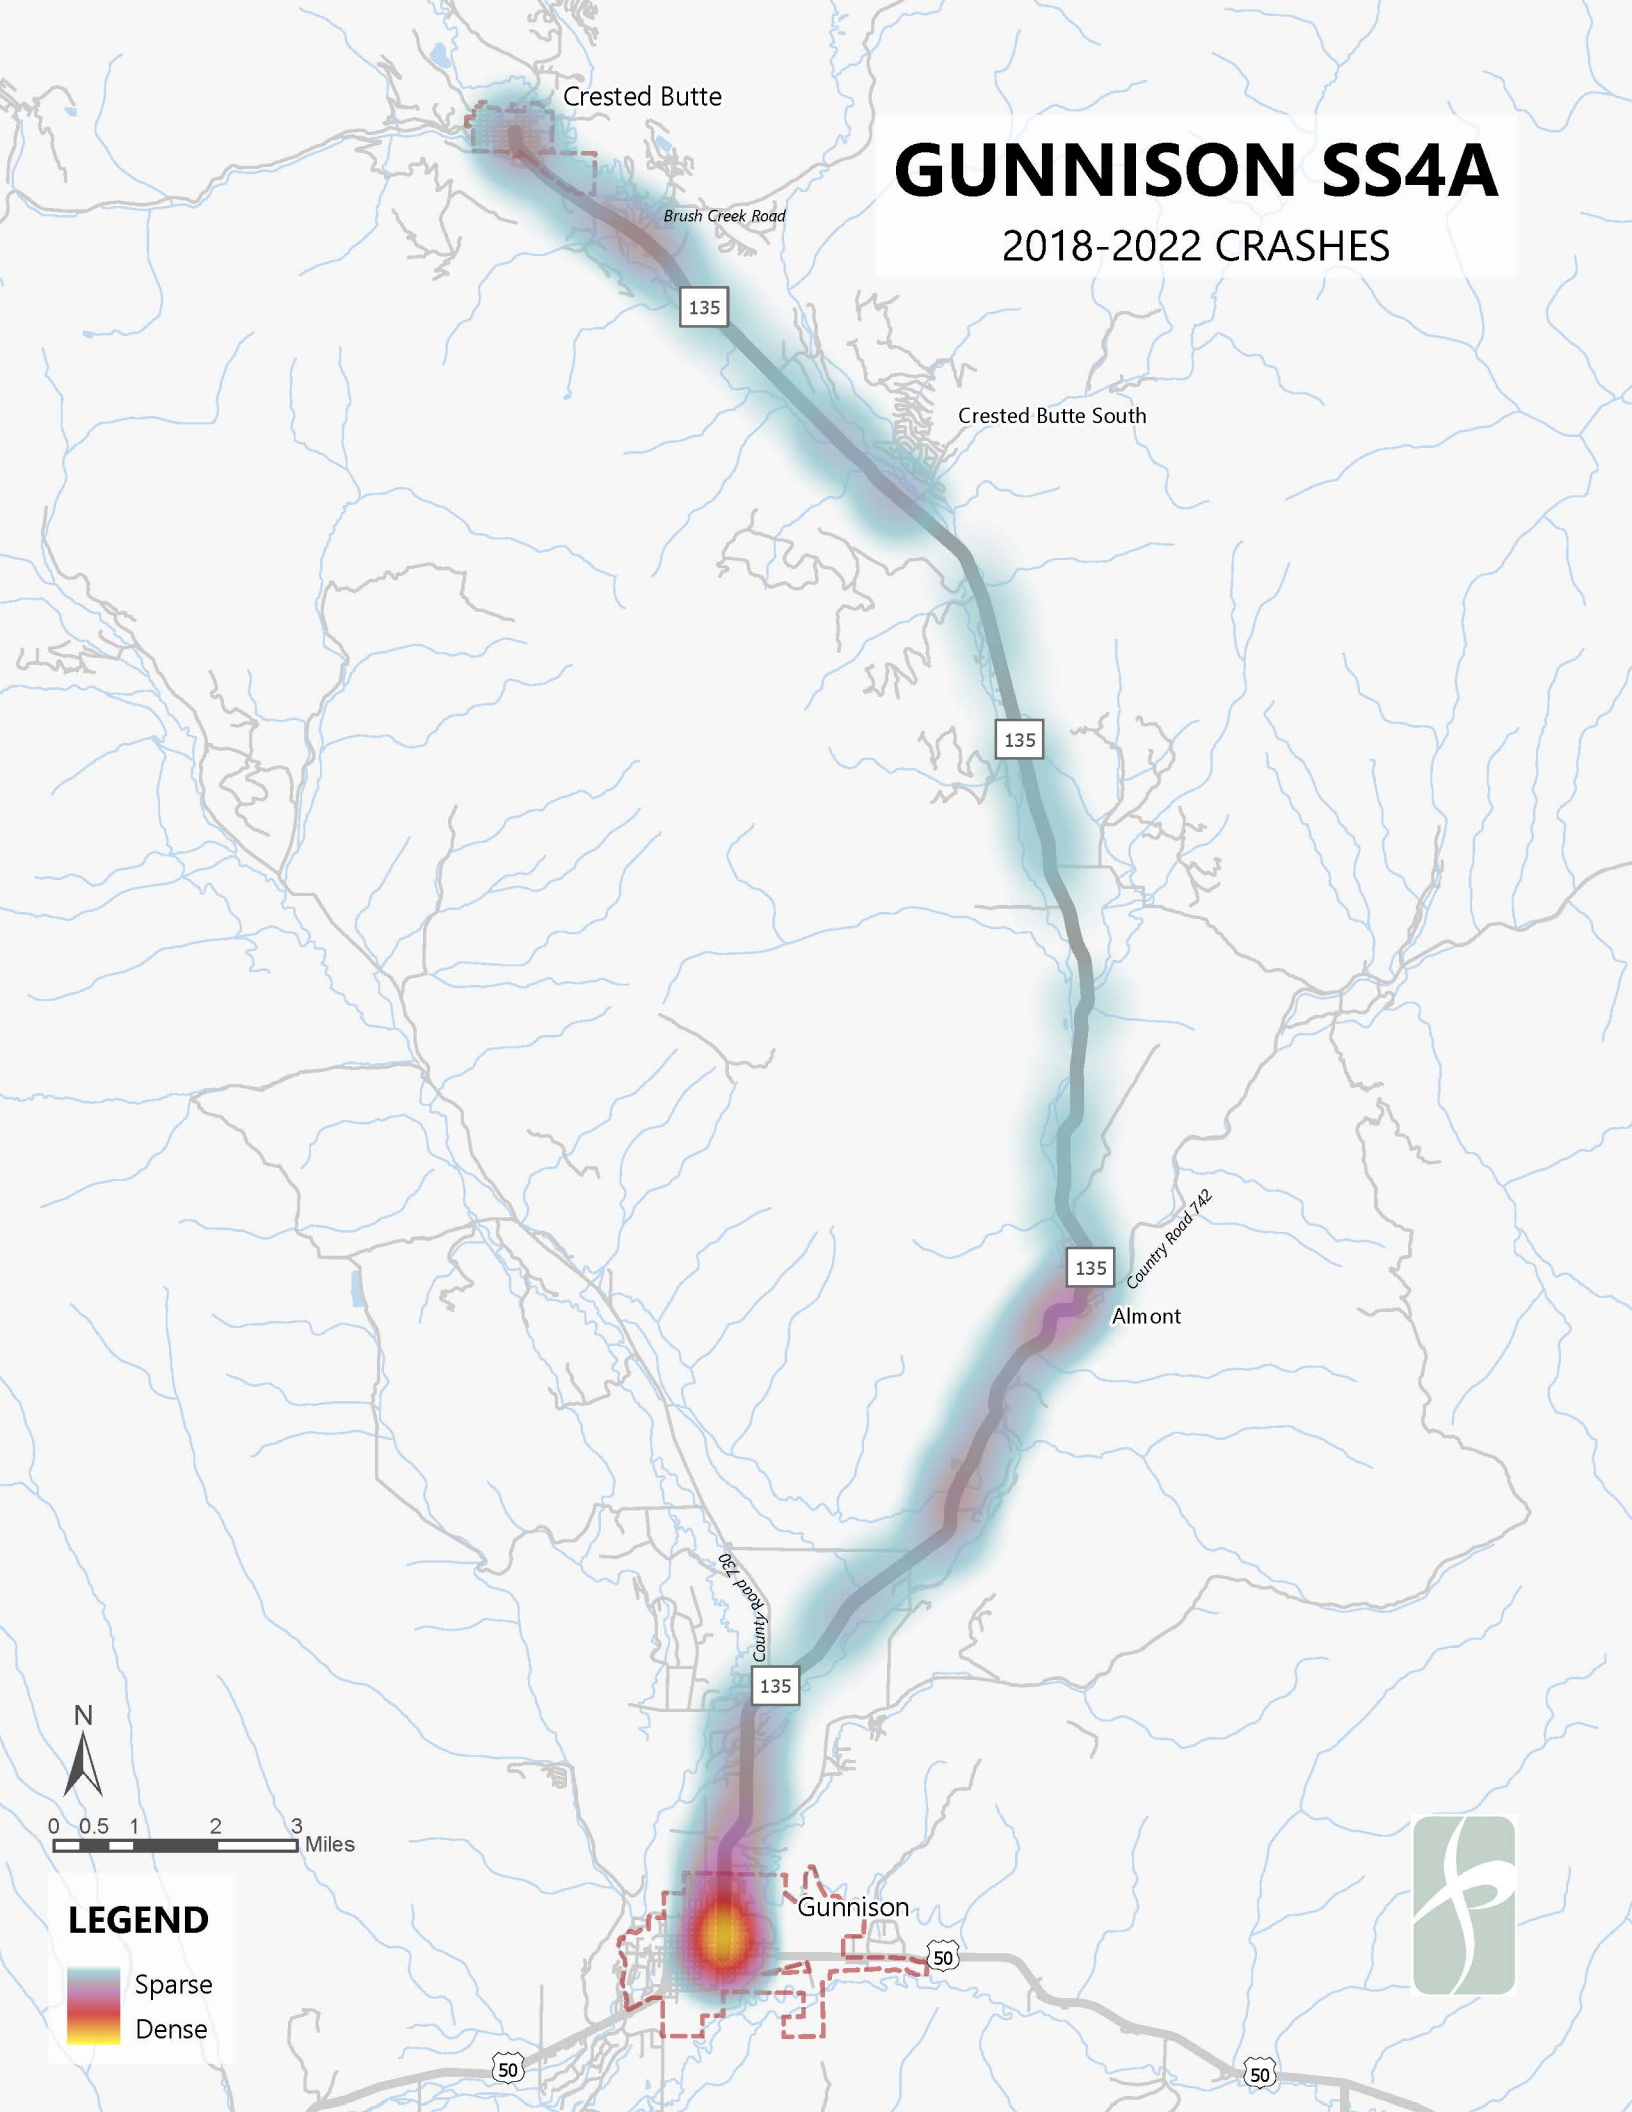 Crested Butte
GUNNISON SS4A
2018-2022 CRASHES
Brush Creek Road
135
Crested Butte South
135
Country Road 742
135
Almont
County Road 730
135
N
0 0.5 1 2 3
Miles
Gunnison
50
LEGEND
Sparse
Dense
50
50